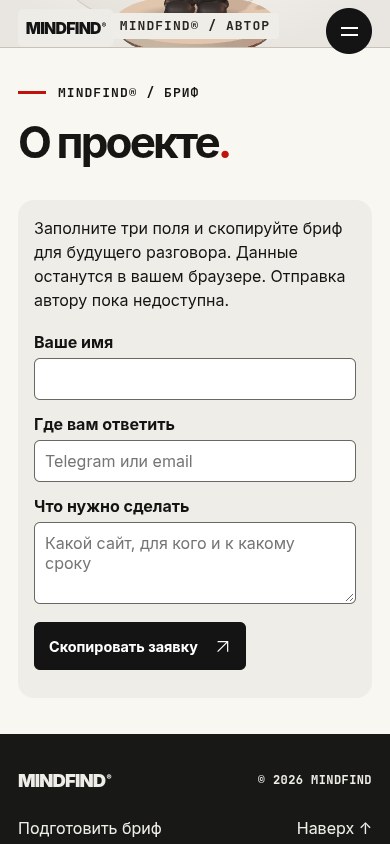 MINDFIND® MINDFIND® / АВТОР
MINDFIND® / БРИФ
О проекте.
Заполните три поля и скопируйте бриф
для будущего разговора. Данные
останутся в вашем браузере. Отправка
автору пока недоступна.
Ваше имя
Где вам ответить
Telegram или email
Что нужно сделать
Какой сайт, для кого и к какому
сроку
Скопировать заявку
MINDFIND® © 2026 MINDFIND
Подготовить бриф Наверх ↑